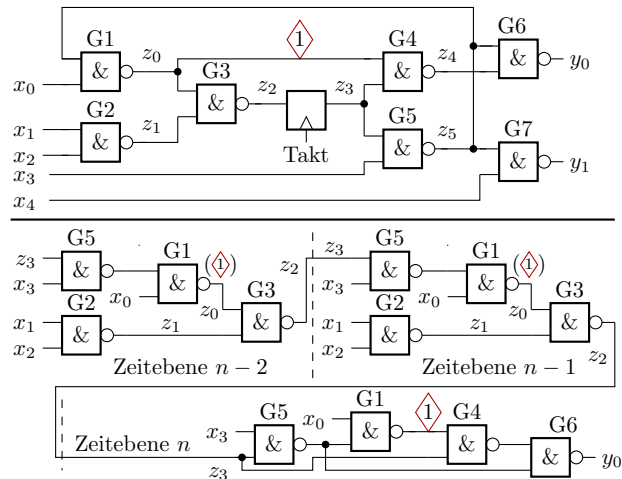 G1 G4 G6
z₀ 1 z₄
& G3 & & y₀
x₀ G2 & z₂ z₃ G5 G7
x₁ & z₁ & z₅ & y₁
x₂ Takt
x₃
x₄
G5 G1 z₃ G5 G1
z₃ & & (1) G3 z₂ & & (1) G3
x₃ x₃
G2 x₀ z₀ & G2 x₀ z₀ &
x₁ & z₁ x₁ & z₁
x₂ x₂ z₂
Zeitebene n − 2 Zeitebene n − 1
G5 x₀ G1 1 G4
x₃ & & & G6
Zeitebene n & y₀
z₃